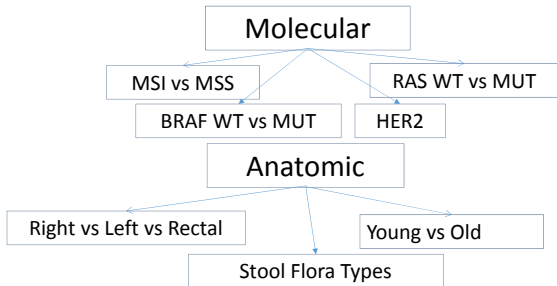 Molecular
MSI vs MSS
RAS WT vs MUT
BRAF WT vs MUT
HER2
Anatomic
Right vs Left vs Rectal
Young vs Old
Stool Flora Types